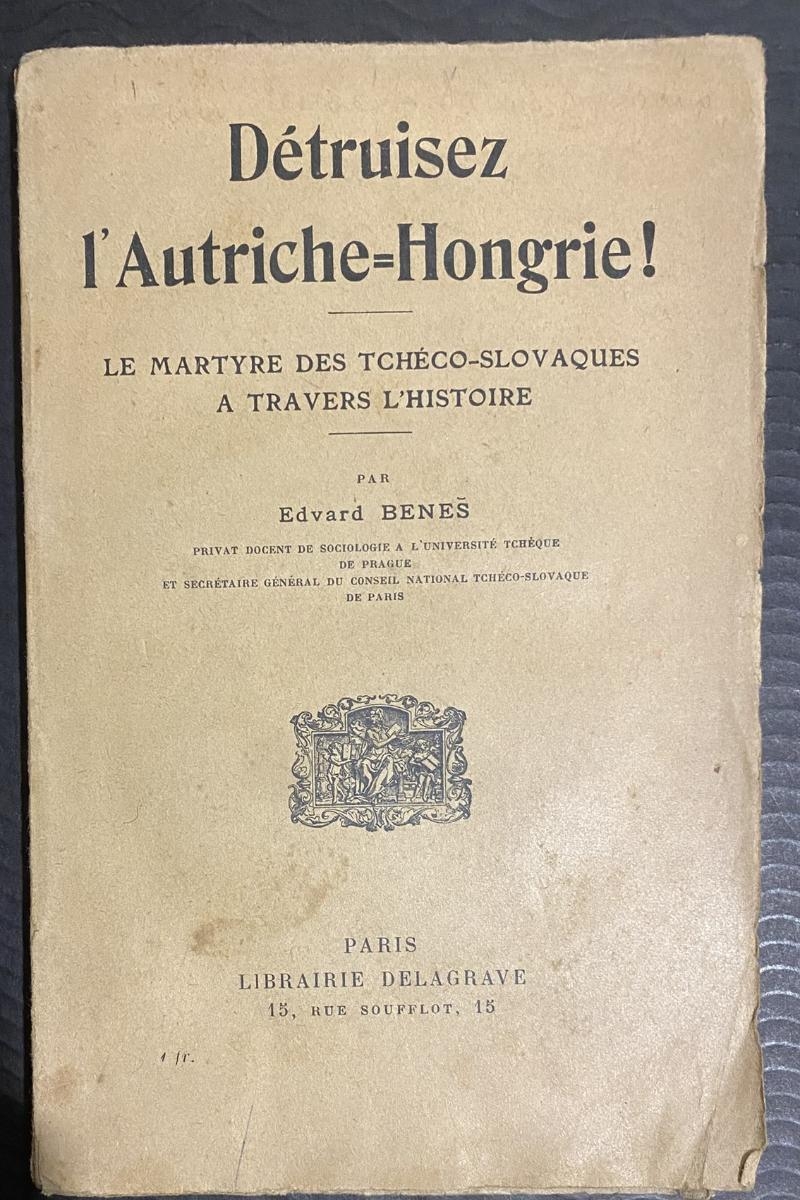 Détruisez
l'Autriche=Hongrie!
LE MARTYRE DES TCHÉCO-SLOVAQUES
A TRAVERS L'HISTOIRE
PAR
Edvard BENEŠ
PRIVAT DOCENT DE SOCIOLOGIE A L'UNIVERSITÉ TCHÈQUE
DE PRAGUE
ET SECRÉTAIRE GÉNÉRAL DU CONSEIL NATIONAL TCHÉCO-SLOVAQUE
DE PARIS
PARIS
LIBRAIRIE DELAGRAVE
15, RUE SOUFFLOT, 15
1 fr.